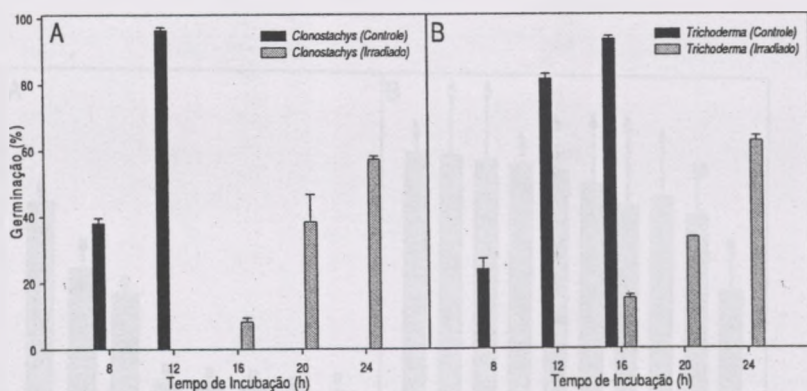 A
Clonostachys (Controle)
Clonostachys (Irradiado)
B
Trichoderma (Controle)
Trichoderma (Irradiado)
Germinação (%)
100
80
60
40
20
0
8 12 16 20 24
Tempo de Incubação (h)
8 12 16 20 24
Tempo de Incubação (h)